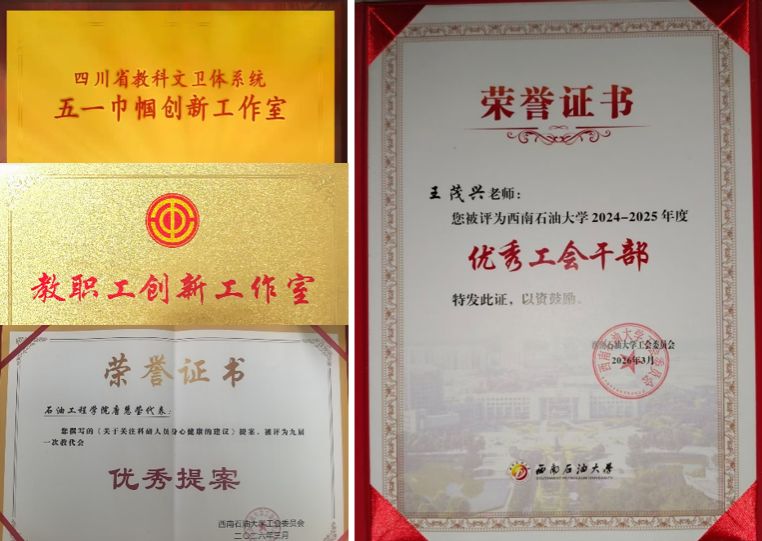 四川省教科文卫体系统
五一巾帼创新工作室
教职工创新工作室
荣誉证书
石油工程学院唐慧莹代表：
您撰写的《关于关注科研人员身心健康的建议》提案，被评为九届
一次教代会
优秀提案
西南石油大学工会委员会
二〇二六年三月
荣誉证书
王茂兴老师：
您被评为西南石油大学2024-2025年度
优秀工会干部
特发此证，以资鼓励。
西南石油大学工会委员会
2026年3月
西南石油大学
SOUTHWEST PETROLEUM UNIVERSITY